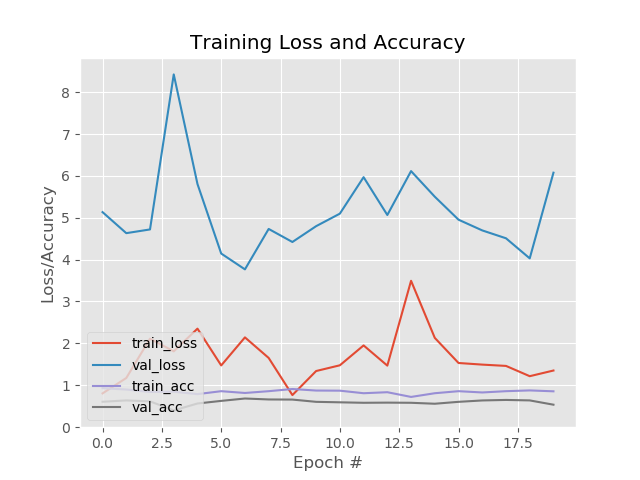 Training Loss and Accuracy
Loss/Accuracy
8
7
6
5
4
3
2
1
0
train_loss
val_loss
train_acc
val_acc
0.0 2.5 5.0 7.5 10.0 12.5 15.0 17.5
Epoch #